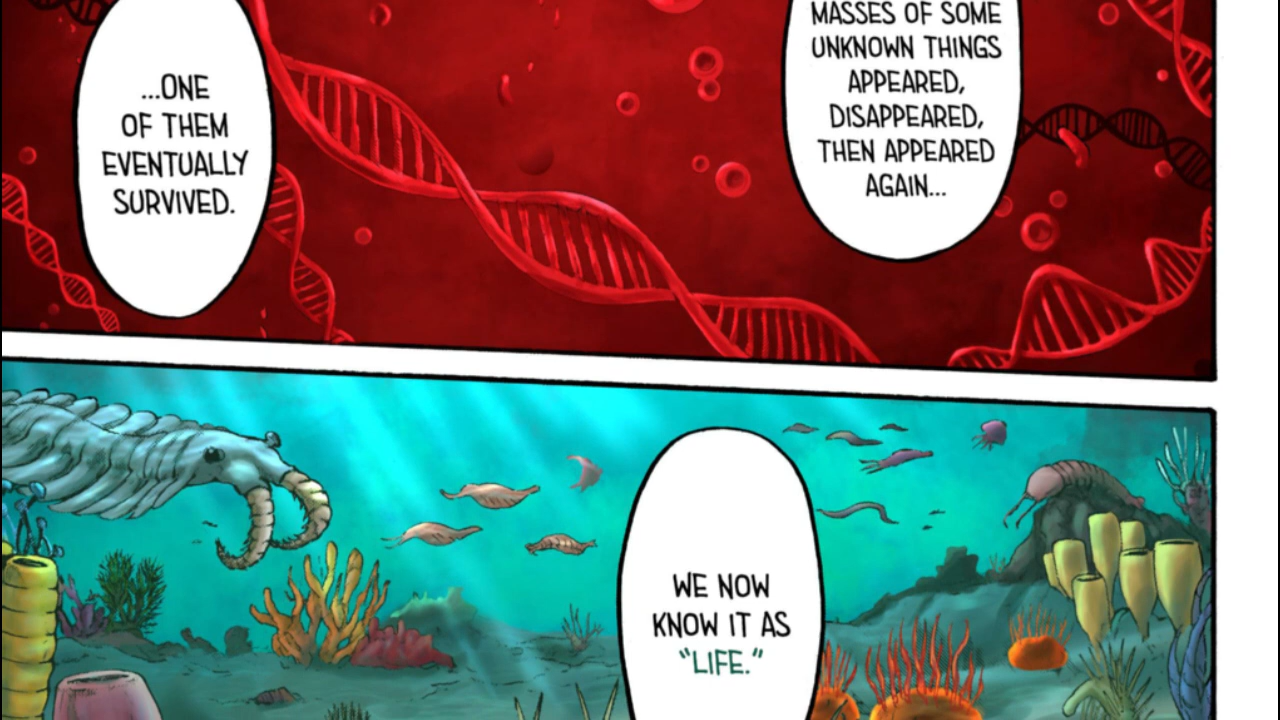 MASSES OF SOME
UNKNOWN THINGS
APPEARED,
DISAPPEARED,
THEN APPEARED
AGAIN...
...ONE
OF THEM
EVENTUALLY
SURVIVED.
WE NOW
KNOW IT AS
“LIFE.”